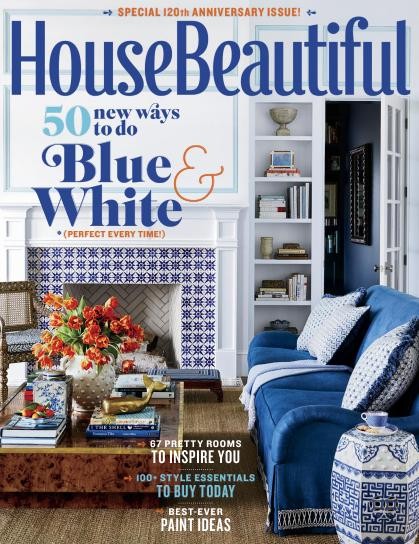 SPECIAL 120th ANNIVERSARY ISSUE!
HouseBeautiful
50 new ways
to do
Blue &
White
(PERFECT EVERY TIME!)
THE SHELL
67 PRETTY ROOMS
TO INSPIRE YOU
100+ STYLE ESSENTIALS
TO BUY TODAY
BEST-EVER
PAINT IDEAS